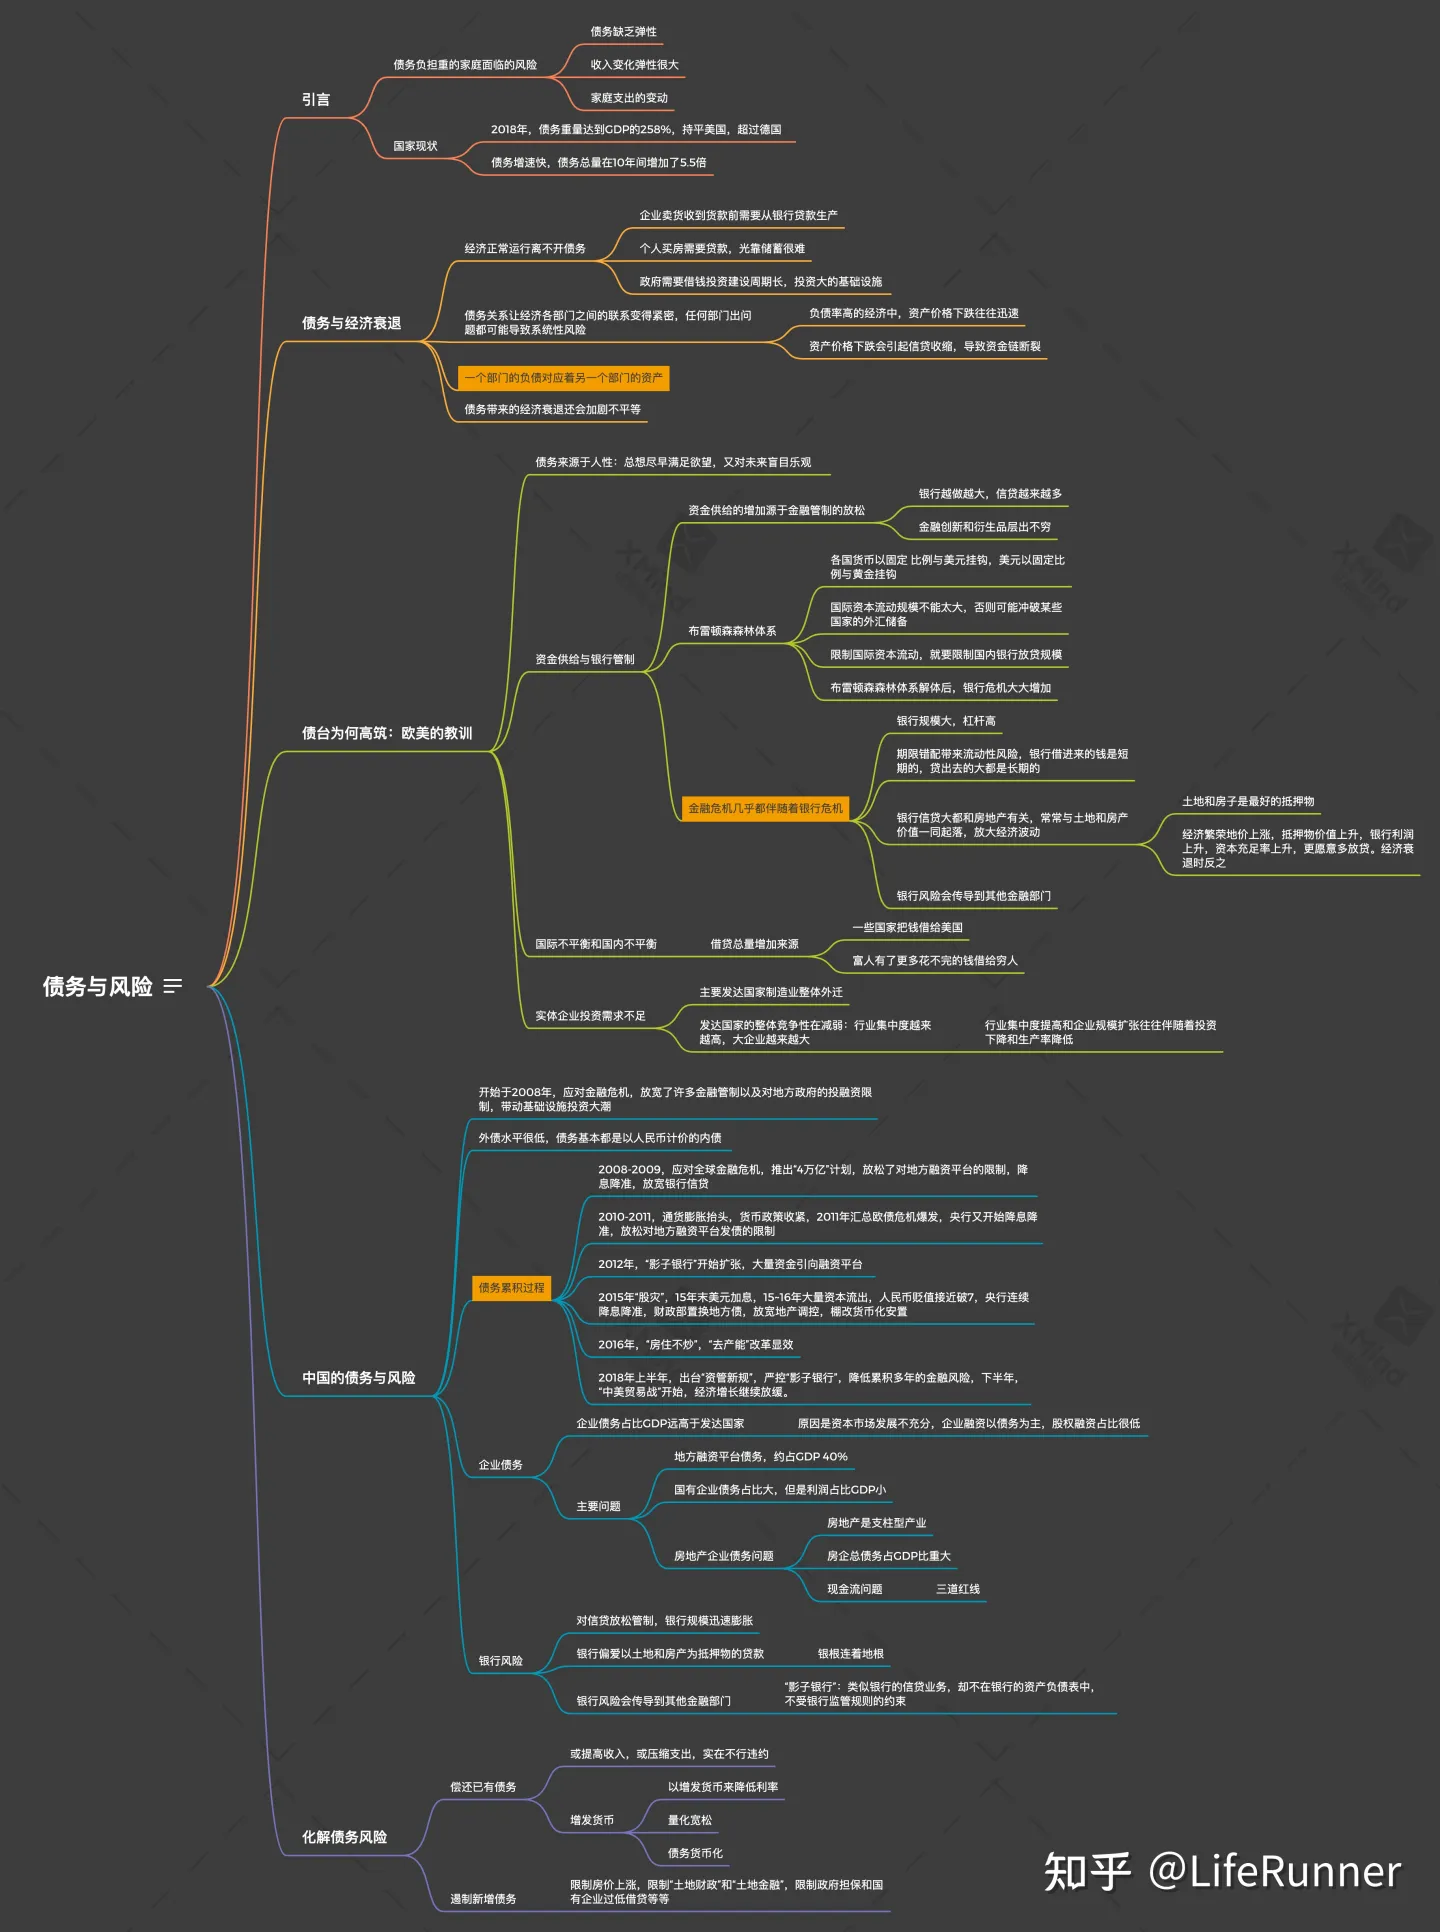 债务与风险
引言
债务负担重的家庭面临的风险
债务缺乏弹性
收入变化弹性很大
家庭支出的变动
国家现状
2018年，债务重量达到GDP的258%，持平美国，超过德国
债务增速快，债务总量在10年间增加了5.5倍
债务与经济衰退
经济正常运行离不开债务
企业卖货收到货款前需要从银行贷款生产
个人买房需要贷款，光靠储蓄很难
政府需要借钱投资建设周期长，投资大的基础设施
债务关系让经济各部门之间的联系变得紧密，任何部门出问
题都可能导致系统性风险
负债率高的经济中，资产价格下跌往往迅速
资产价格下跌会引起信贷收缩，导致资金链断裂
一个部门的负债对应着另一个部门的资产
债务带来的经济衰退还会加剧不平等
债台为何高筑：欧美的教训
债务来源于人性：总想尽早满足欲望，又对未来盲目乐观
资金供给与银行管制
资金供给的增加源于金融管制的放松
银行越做越大，信贷越来越多
金融创新和衍生品层出不穷
布雷顿森森林体系
各国货币以固定 比例与美元挂钩，美元以固定比
例与黄金挂钩
国际资本流动规模不能太大，否则可能冲破某些
国家的外汇储备
限制国际资本流动，就要限制国内银行放贷规模
布雷顿森森林体系解体后，银行危机大大增加
金融危机几乎都伴随着银行危机
银行规模大，杠杆高
期限错配带来流动性风险，银行借进来的钱是短
期的，贷出去的大都是长期的
银行信贷大都和房地产有关，常常与土地和房产
价值一同起落，放大经济波动
土地和房子是最好的抵押物
经济繁荣地价上涨，抵押物价值上升，银行利润
上升，资本充足率上升，更愿意多放贷。经济衰
退时反之
银行风险会传导到其他金融部门
国际不平衡和国内不平衡
借贷总量增加来源
一些国家把钱借给美国
富人有了更多花不完的钱借给穷人
实体企业投资需求不足
主要发达国家制造业整体外迁
发达国家的整体竞争性在减弱：行业集中度越来
越高，大企业越来越大
行业集中度提高和企业规模扩张往往伴随着投资
下降和生产率降低
中国的债务与风险
开始于2008年，应对金融危机，放宽了许多金融管制以及对地方政府的投融资限
制，带动基础设施投资大潮
外债水平很低，债务基本都是以人民币计价的内债
债务累积过程
2008-2009，应对全球金融危机，推出“4万亿”计划，放松了对地方融资平台的限制，降
息降准，放宽银行信贷
2010-2011，通货膨胀抬头，货币政策收紧，2011年汇总欧债危机爆发，央行又开始降息降
准，放松对地方融资平台发债的限制
2012年，“影子银行”开始扩张，大量资金引向融资平台
2015年“股灾”，15年末美元加息，15-16年大量资本流出，人民币贬值接近破7，央行连续
降息降准，财政部置换地方债，放宽地产调控，棚改货币化安置
2016年，“房住不炒”，“去产能”改革显效
2018年上半年，出台“资管新规”，严控“影子银行”，降低累积多年的金融风险，下半年，
“中美贸易战”开始，经济增长继续放缓。
企业债务
企业债务占比GDP远高于发达国家
原因是资本市场发展不充分，企业融资以债务为主，股权融资占比很低
主要问题
地方融资平台债务，约占GDP 40%
国有企业债务占比大，但是利润占比GDP小
房地产企业债务问题
房地产是支柱型产业
房企总债务占GDP比重大
现金流问题
三道红线
银行风险
对信贷放松管制，银行规模迅速膨胀
银行偏爱以土地和房产为抵押物的贷款
银根连着地根
银行风险会传导到其他金融部门
“影子银行”：类似银行的信贷业务，却不在银行的资产负债表中，
不受银行监管规则的约束
化解债务风险
偿还已有债务
或提高收入，或压缩支出，实在不行违约
增发货币
以增发货币来降低利率
量化宽松
债务货币化
遏制新增债务
限制房价上涨，限制“土地财政”和“土地金融”，限制政府担保和国
有企业过低借贷等等
知乎 @LifeRunner
XMind
XMind
XMind